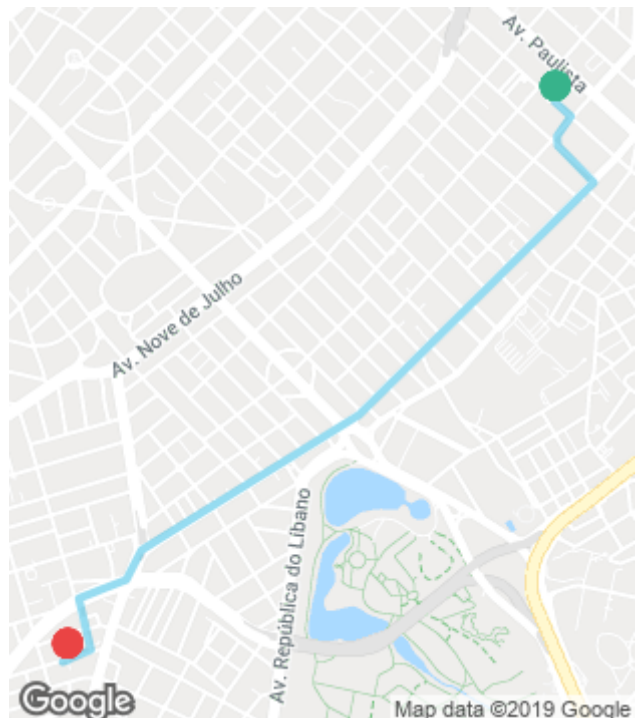 Av. Paulista
Av. Nove de Julho
Av. República do Líbano
Google
Map data ©2019 Google